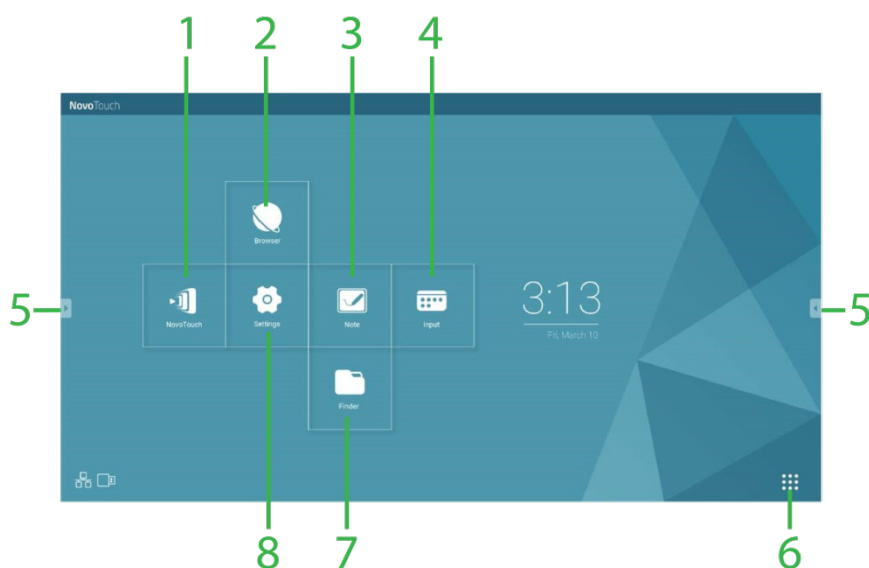 1 2 3 4
NovoTouch
Browser
NovoTouch Settings Note Input
3:13
Fri, March 10
5 5
Finder
8 7 6